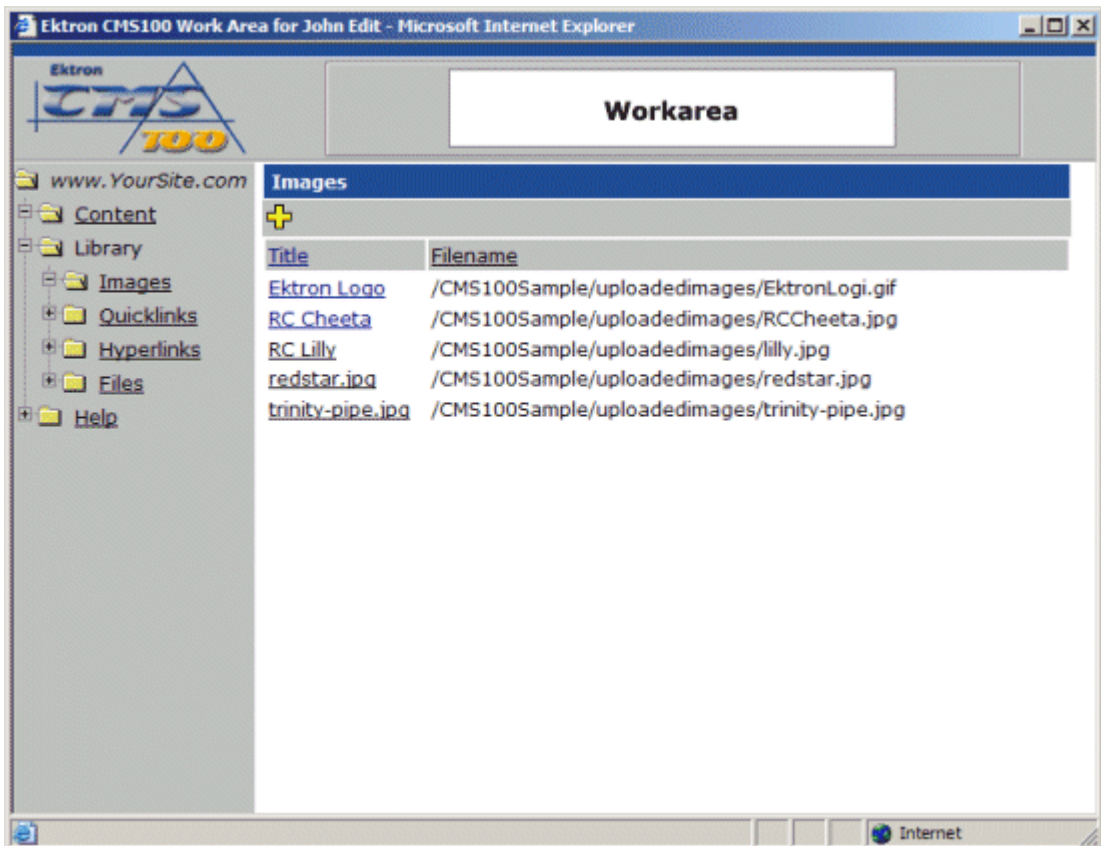 Ektron CMS100 Work Area for John Edit - Microsoft Internet Explorer
Ektron
CMS
100
Workarea
www.YourSite.com
Content
Library
Images
Quicklinks
Hyperlinks
Files
Help
Images
Title Filename
Ektron Logo /CMS100Sample/uploadedimages/EktronLogi.gif
RC Cheeta /CMS100Sample/uploadedimages/RCCheeta.jpg
RC Lilly /CMS100Sample/uploadedimages/lilly.jpg
redstar.jpg /CMS100Sample/uploadedimages/redstar.jpg
trinity-pipe.jpg /CMS100Sample/uploadedimages/trinity-pipe.jpg
Internet